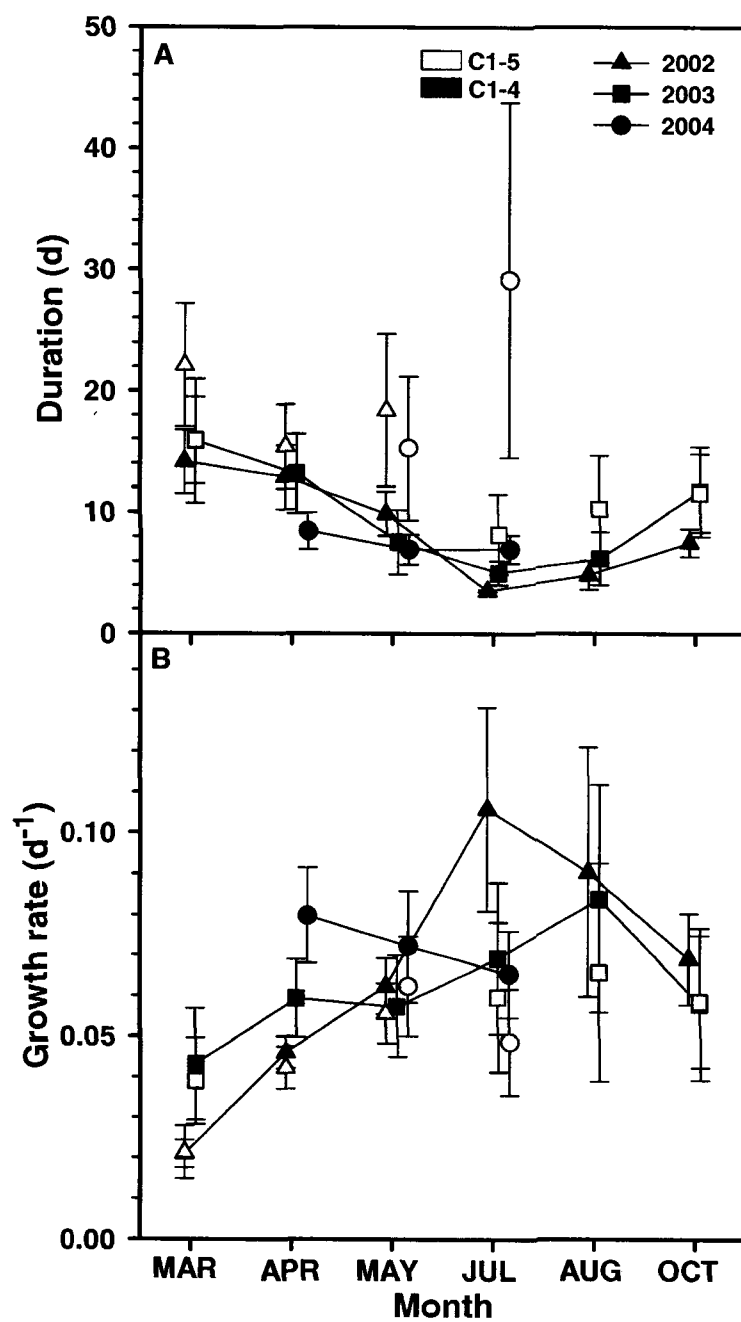 50
A
C1-5
2002
C1-4
2003
2004
40
30
20
10
0
Duration (d)
B
0.10
0.05
0.00
Growth rate (d⁻¹)
MAR APR MAY JUL AUG OCT
Month